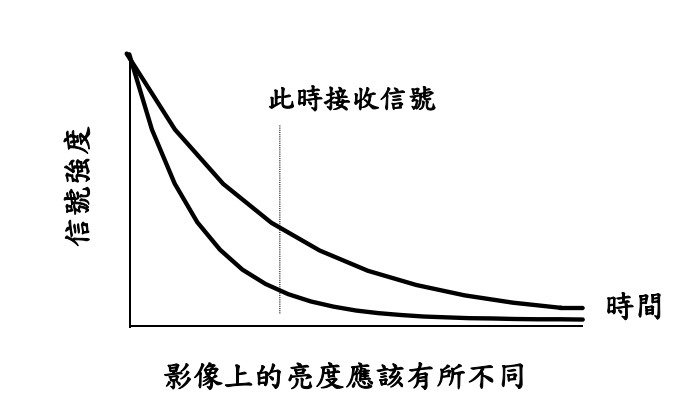 此時接收信號
信號強度
時間
影像上的亮度應該有所不同